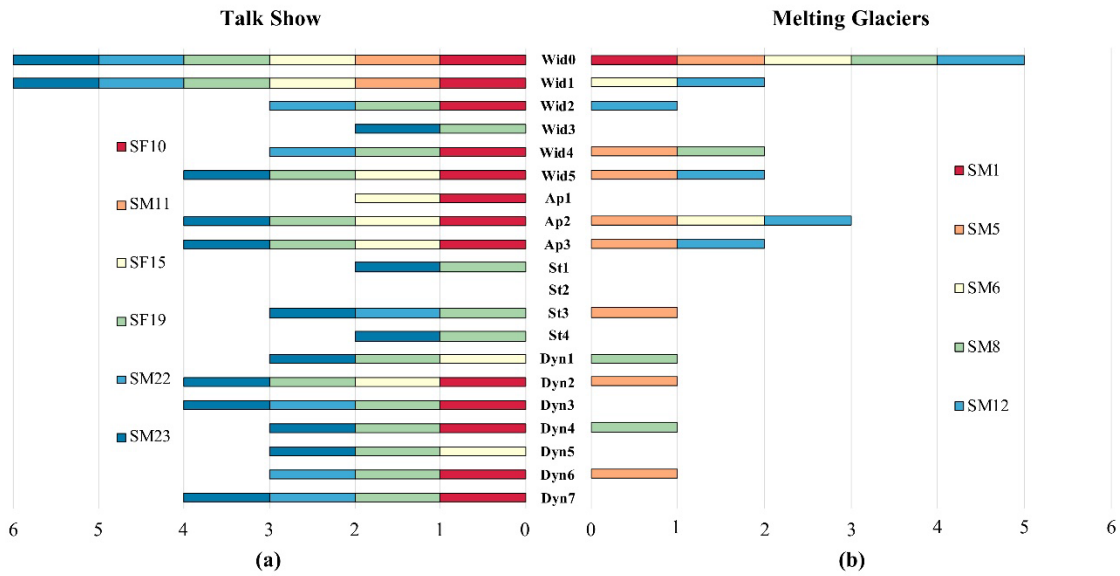 Talk Show
Melting Glaciers
Wid0
Wid1
Wid2
Wid3
Wid4
Wid5
Ap1
Ap2
Ap3
St1
St2
St3
St4
Dyn1
Dyn2
Dyn3
Dyn4
Dyn5
Dyn6
Dyn7
SF10
SM11
SF15
SF19
SM22
SM23
SM1
SM5
SM6
SM8
SM12
6 5 4 3 2 1 0
0 1 2 3 4 5 6
(a)
(b)